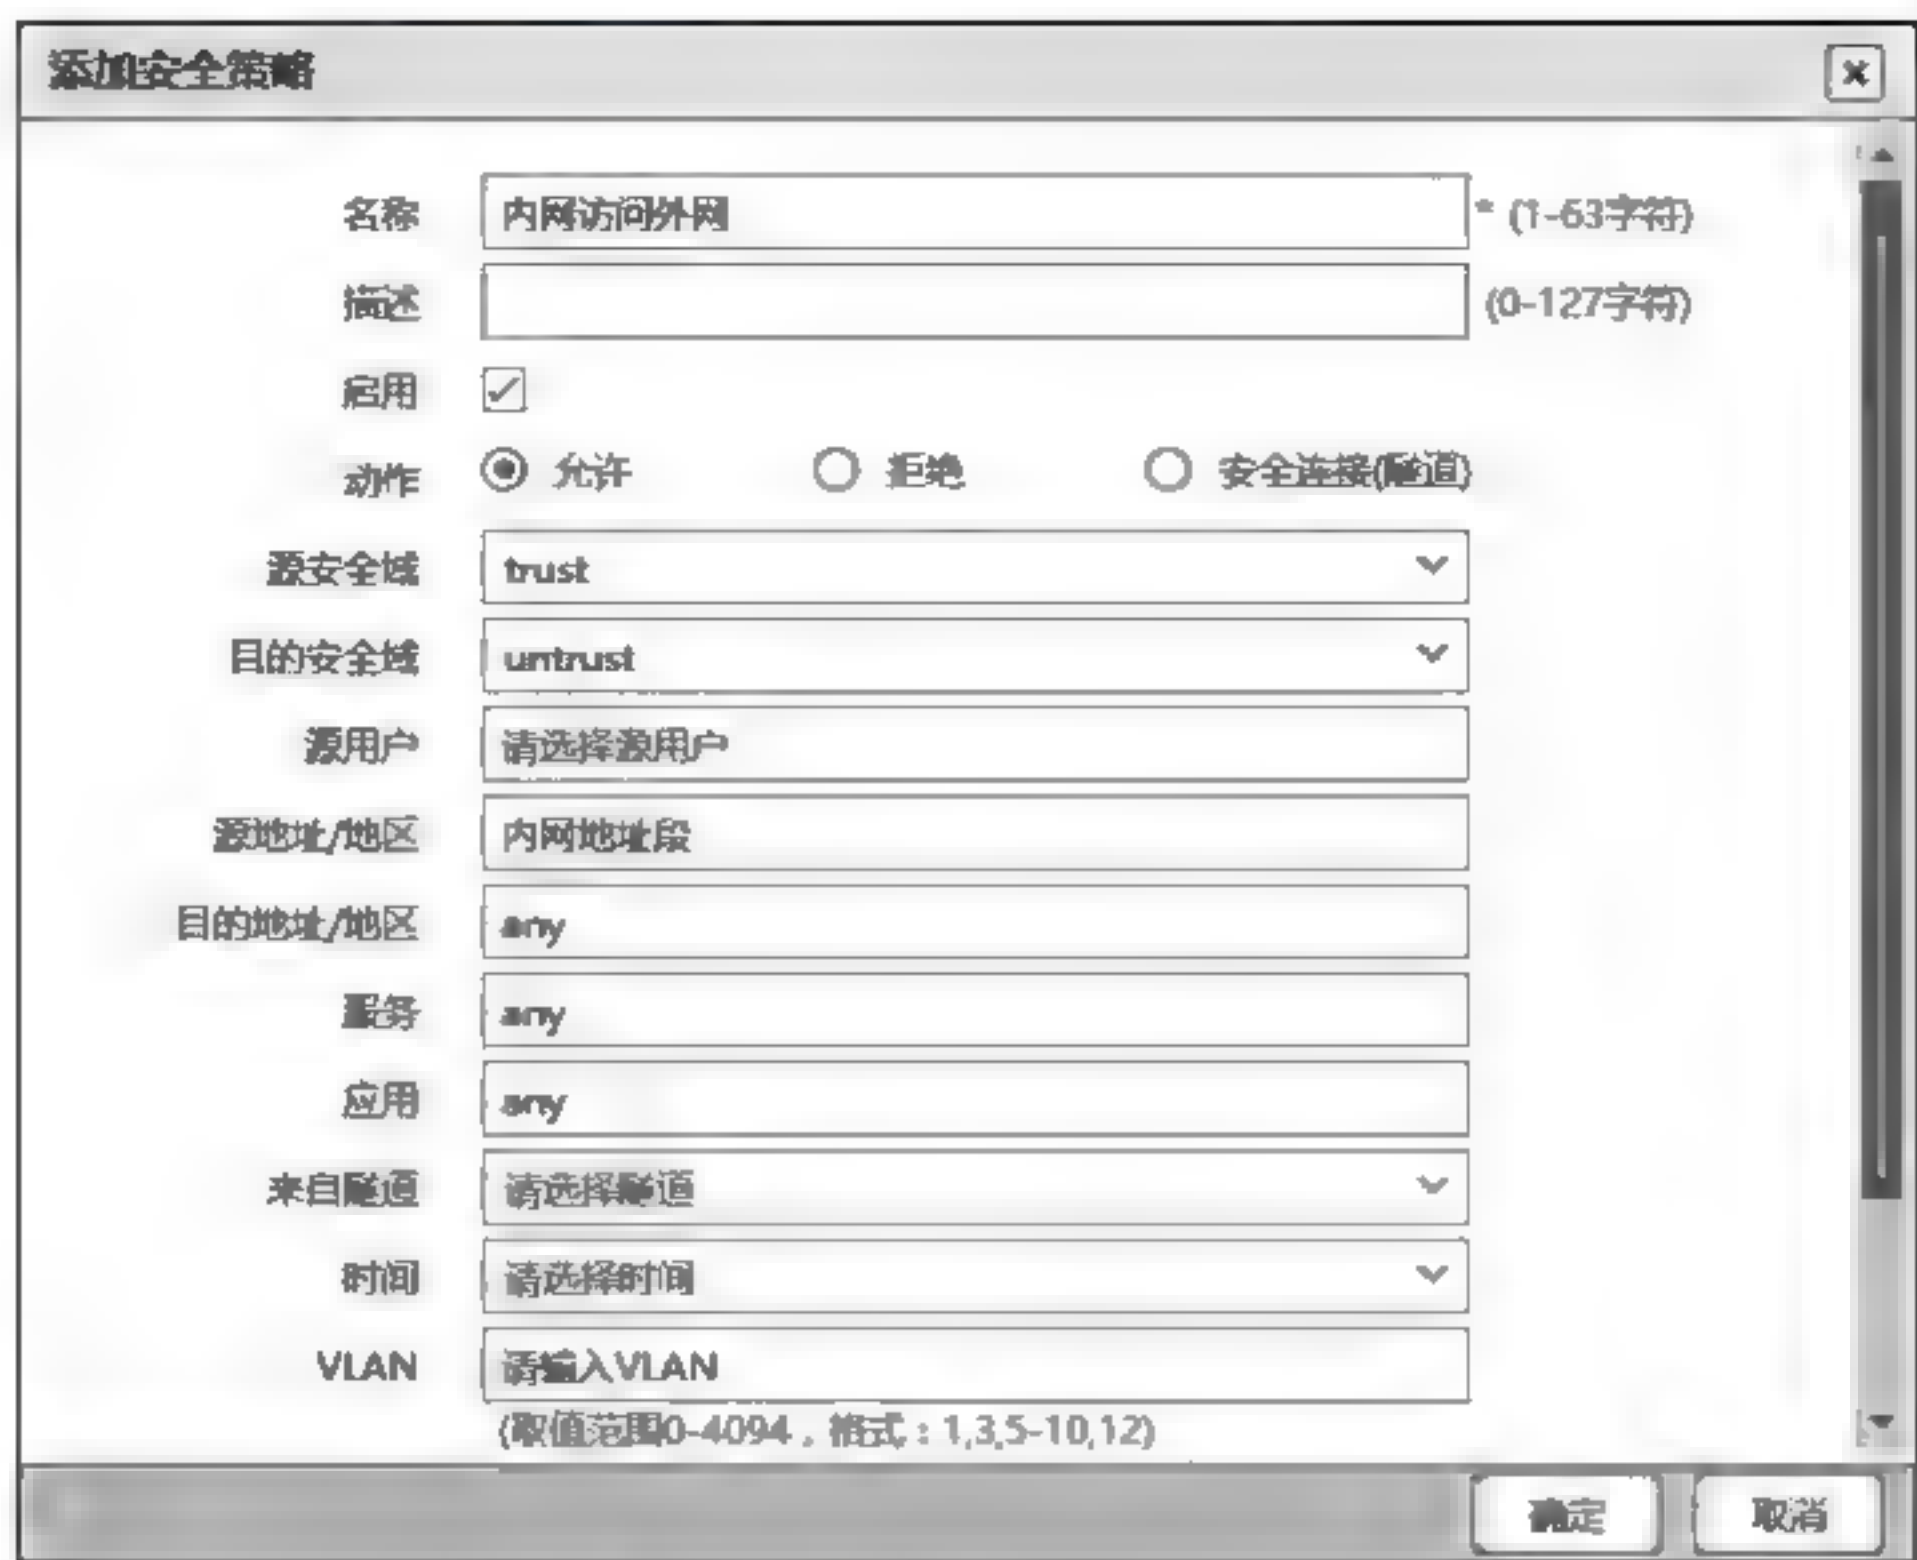 添加安全策略
名称 内网访问外网 * (1-63字符)
描述 (0-127字符)
启用
动作 允许 拒绝 安全连接(隧道)
源安全域 trust
目的安全域 untrust
源用户 请选择源用户
源地址/地区 内网地址段
目的地址/地区 any
服务 any
应用 any
来自隧道 请选择隧道
时间 请选择时间
VLAN 请输入VLAN
(取值范围0-4094，格式：1,3,5-10,12)
确定 取消